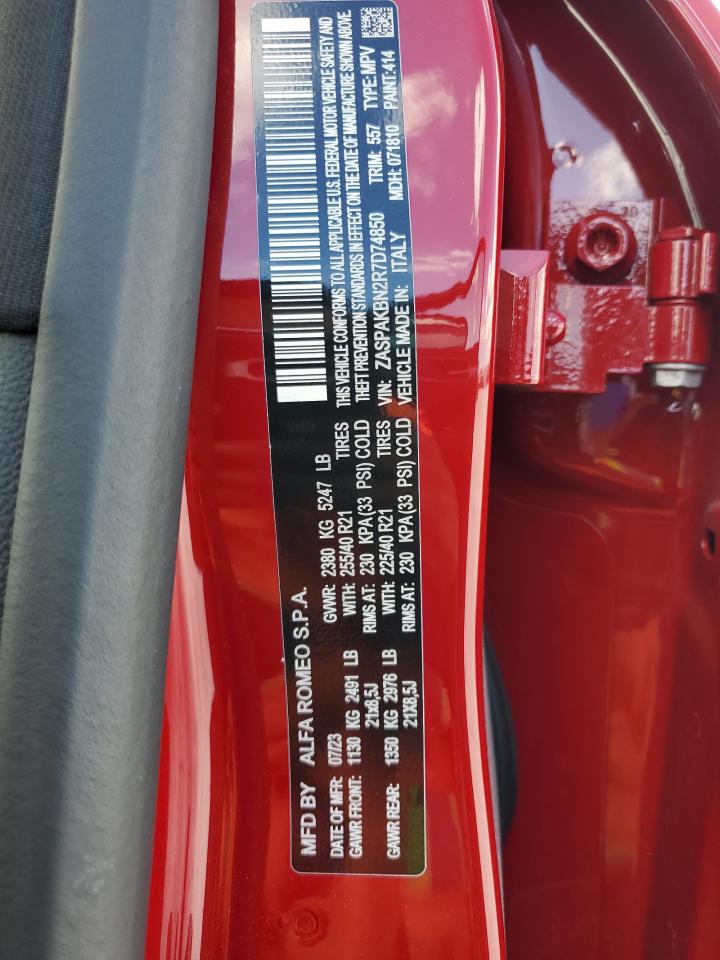 MFD BY ALFA ROMEO S.P.A.
DATE OF MFR: 07/23 GVWR: 2380 KG 5247 LB
GAWR FRONT: 1130 KG 2491 LB WITH: 255/40 R21 TIRES
21x8,5J RIMS AT: 230 KPA (33 PSI) COLD
GAWR REAR: 1350 KG 2976 LB WITH: 225/40 R21 TIRES
21X8,5J RIMS AT: 230 KPA (33 PSI) COLD
THIS VEHICLE CONFORMS TO ALL APPLICABLE U.S. FEDERAL MOTOR VEHICLE SAFETY AND
THEFT PREVENTION STANDARDS IN EFFECT ON THE DATE OF MANUFACTURE SHOWN ABOVE.
VIN: ZASPAKBN2R7D74850 TRIM: 557 TYPE: MPV
VEHICLE MADE IN: ITALY MDH: 071810 PAINT: 414